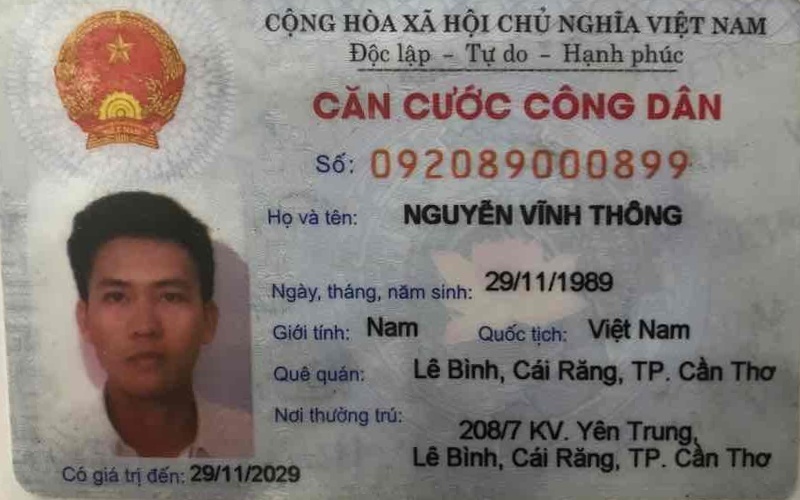 CỘNG HÒA XÃ HỘI CHỦ NGHĨA VIỆT NAM
Độc lập - Tự do - Hạnh phúc
CĂN CƯỚC CÔNG DÂN
Số: 092089000899
Họ và tên: NGUYỄN VĨNH THÔNG
Ngày, tháng, năm sinh: 29/11/1989
Giới tính: Nam Quốc tịch: Việt Nam
Quê quán: Lê Bình, Cái Răng, TP. Cần Thơ
Nơi thường trú: 208/7 KV. Yên Trung,
Lê Bình, Cái Răng, TP. Cần Thơ
Có giá trị đến: 29/11/2029